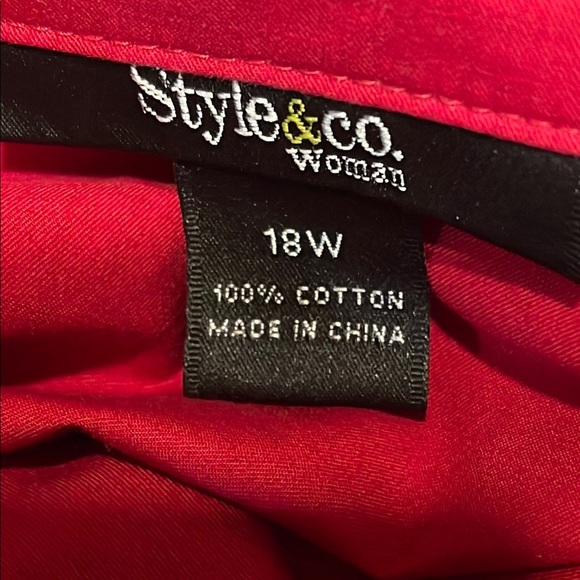 Style&co.
Woman
18W
100% COTTON
MADE IN CHINA